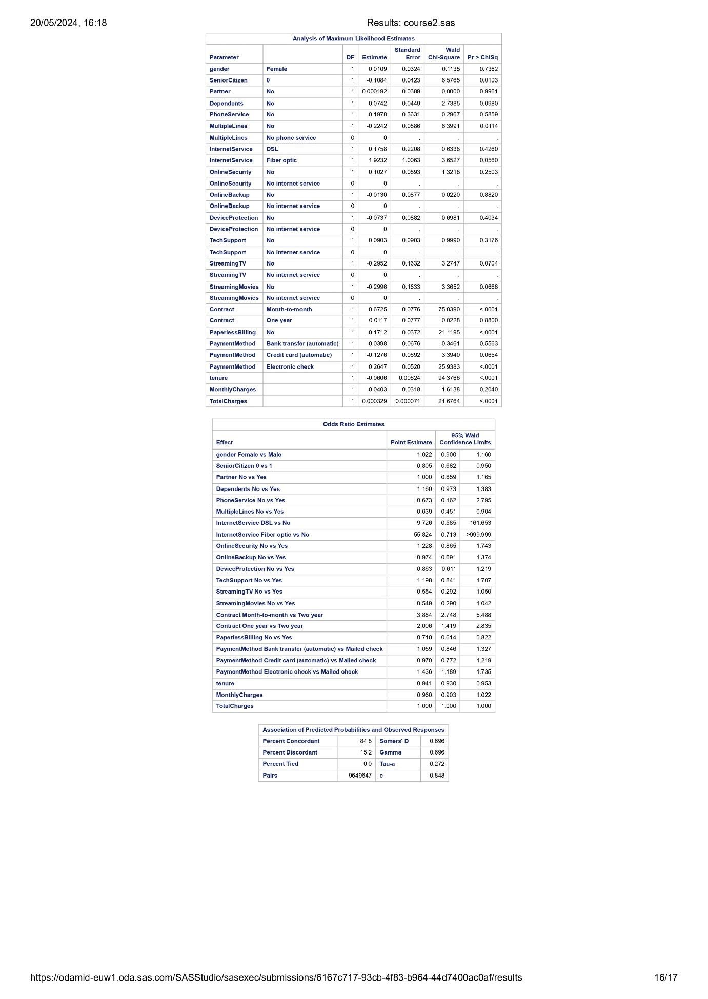 20/05/2024, 16:18 Results: course2.sas
Analysis of Maximum Likelihood Estimates
Parameter DF Estimate Standard Error Wald Chi-Square Pr > ChiSq
gender Female 1 0.0109 0.0324 0.1135 0.7362
SeniorCitizen 0 1 -0.1084 0.0423 6.5765 0.0103
Partner No 1 0.000192 0.0389 0.0000 0.9961
Dependents No 1 0.0742 0.0449 2.7385 0.0980
PhoneService No 1 -0.1978 0.3631 0.2967 0.5859
MultipleLines No 1 -0.2242 0.0886 6.3991 0.0114
MultipleLines No phone service 0 0 . . .
InternetService DSL 1 0.1758 0.2208 0.6338 0.4260
InternetService Fiber optic 1 1.9232 1.0063 3.6527 0.0560
OnlineSecurity No 1 0.1027 0.0893 1.3218 0.2503
OnlineSecurity No internet service 0 0 . . .
OnlineBackup No 1 -0.0130 0.0877 0.0220 0.8820
OnlineBackup No internet service 0 0 . . .
DeviceProtection No 1 -0.0737 0.0882 0.6981 0.4034
DeviceProtection No internet service 0 0 . . .
TechSupport No 1 0.0903 0.0903 0.9990 0.3176
TechSupport No internet service 0 0 . . .
StreamingTV No 1 -0.2952 0.1632 3.2747 0.0704
StreamingTV No internet service 0 0 . . .
StreamingMovies No 1 -0.2996 0.1633 3.3652 0.0666
StreamingMovies No internet service 0 0 . . .
Contract Month-to-month 1 0.6725 0.0776 75.0390 <.0001
Contract One year 1 0.0117 0.0777 0.0228 0.8800
PaperlessBilling No 1 -0.1712 0.0372 21.1195 <.0001
PaymentMethod Bank transfer (automatic) 1 -0.0398 0.0676 0.3461 0.5563
PaymentMethod Credit card (automatic) 1 -0.1276 0.0692 3.3940 0.0654
PaymentMethod Electronic check 1 0.2647 0.0520 25.9383 <.0001
tenure 1 -0.0606 0.00624 94.3766 <.0001
MonthlyCharges 1 -0.0403 0.0318 1.6138 0.2040
TotalCharges 1 0.000329 0.000071 21.6764 <.0001
Odds Ratio Estimates
Effect Point Estimate 95% Wald Confidence Limits
gender Female vs Male 1.022 0.900 1.160
SeniorCitizen 0 vs 1 0.805 0.682 0.950
Partner No vs Yes 1.000 0.859 1.165
Dependents No vs Yes 1.160 0.973 1.383
PhoneService No vs Yes 0.673 0.162 2.795
MultipleLines No vs Yes 0.639 0.451 0.904
InternetService DSL vs No 9.726 0.585 161.653
InternetService Fiber optic vs No 55.824 0.713 >999.999
OnlineSecurity No vs Yes 1.228 0.865 1.743
OnlineBackup No vs Yes 0.974 0.691 1.374
DeviceProtection No vs Yes 0.863 0.611 1.219
TechSupport No vs Yes 1.198 0.841 1.707
StreamingTV No vs Yes 0.554 0.292 1.050
StreamingMovies No vs Yes 0.549 0.290 1.042
Contract Month-to-month vs Two year 3.884 2.748 5.488
Contract One year vs Two year 2.006 1.419 2.835
PaperlessBilling No vs Yes 0.710 0.614 0.822
PaymentMethod Bank transfer (automatic) vs Mailed check 1.059 0.846 1.327
PaymentMethod Credit card (automatic) vs Mailed check 0.970 0.772 1.219
PaymentMethod Electronic check vs Mailed check 1.436 1.189 1.735
tenure 0.941 0.930 0.953
MonthlyCharges 0.960 0.903 1.022
TotalCharges 1.000 1.000 1.000
Association of Predicted Probabilities and Observed Responses
Percent Concordant 84.8 Somers' D 0.696
Percent Discordant 15.2 Gamma 0.696
Percent Tied 0.0 Tau-a 0.272
Pairs 9649647 c 0.848
https://odamid-euw1.oda.sas.com/SASStudio/sasexec/submissions/6167c717-93cb-4f83-b964-44d7400ac0af/results 16/17